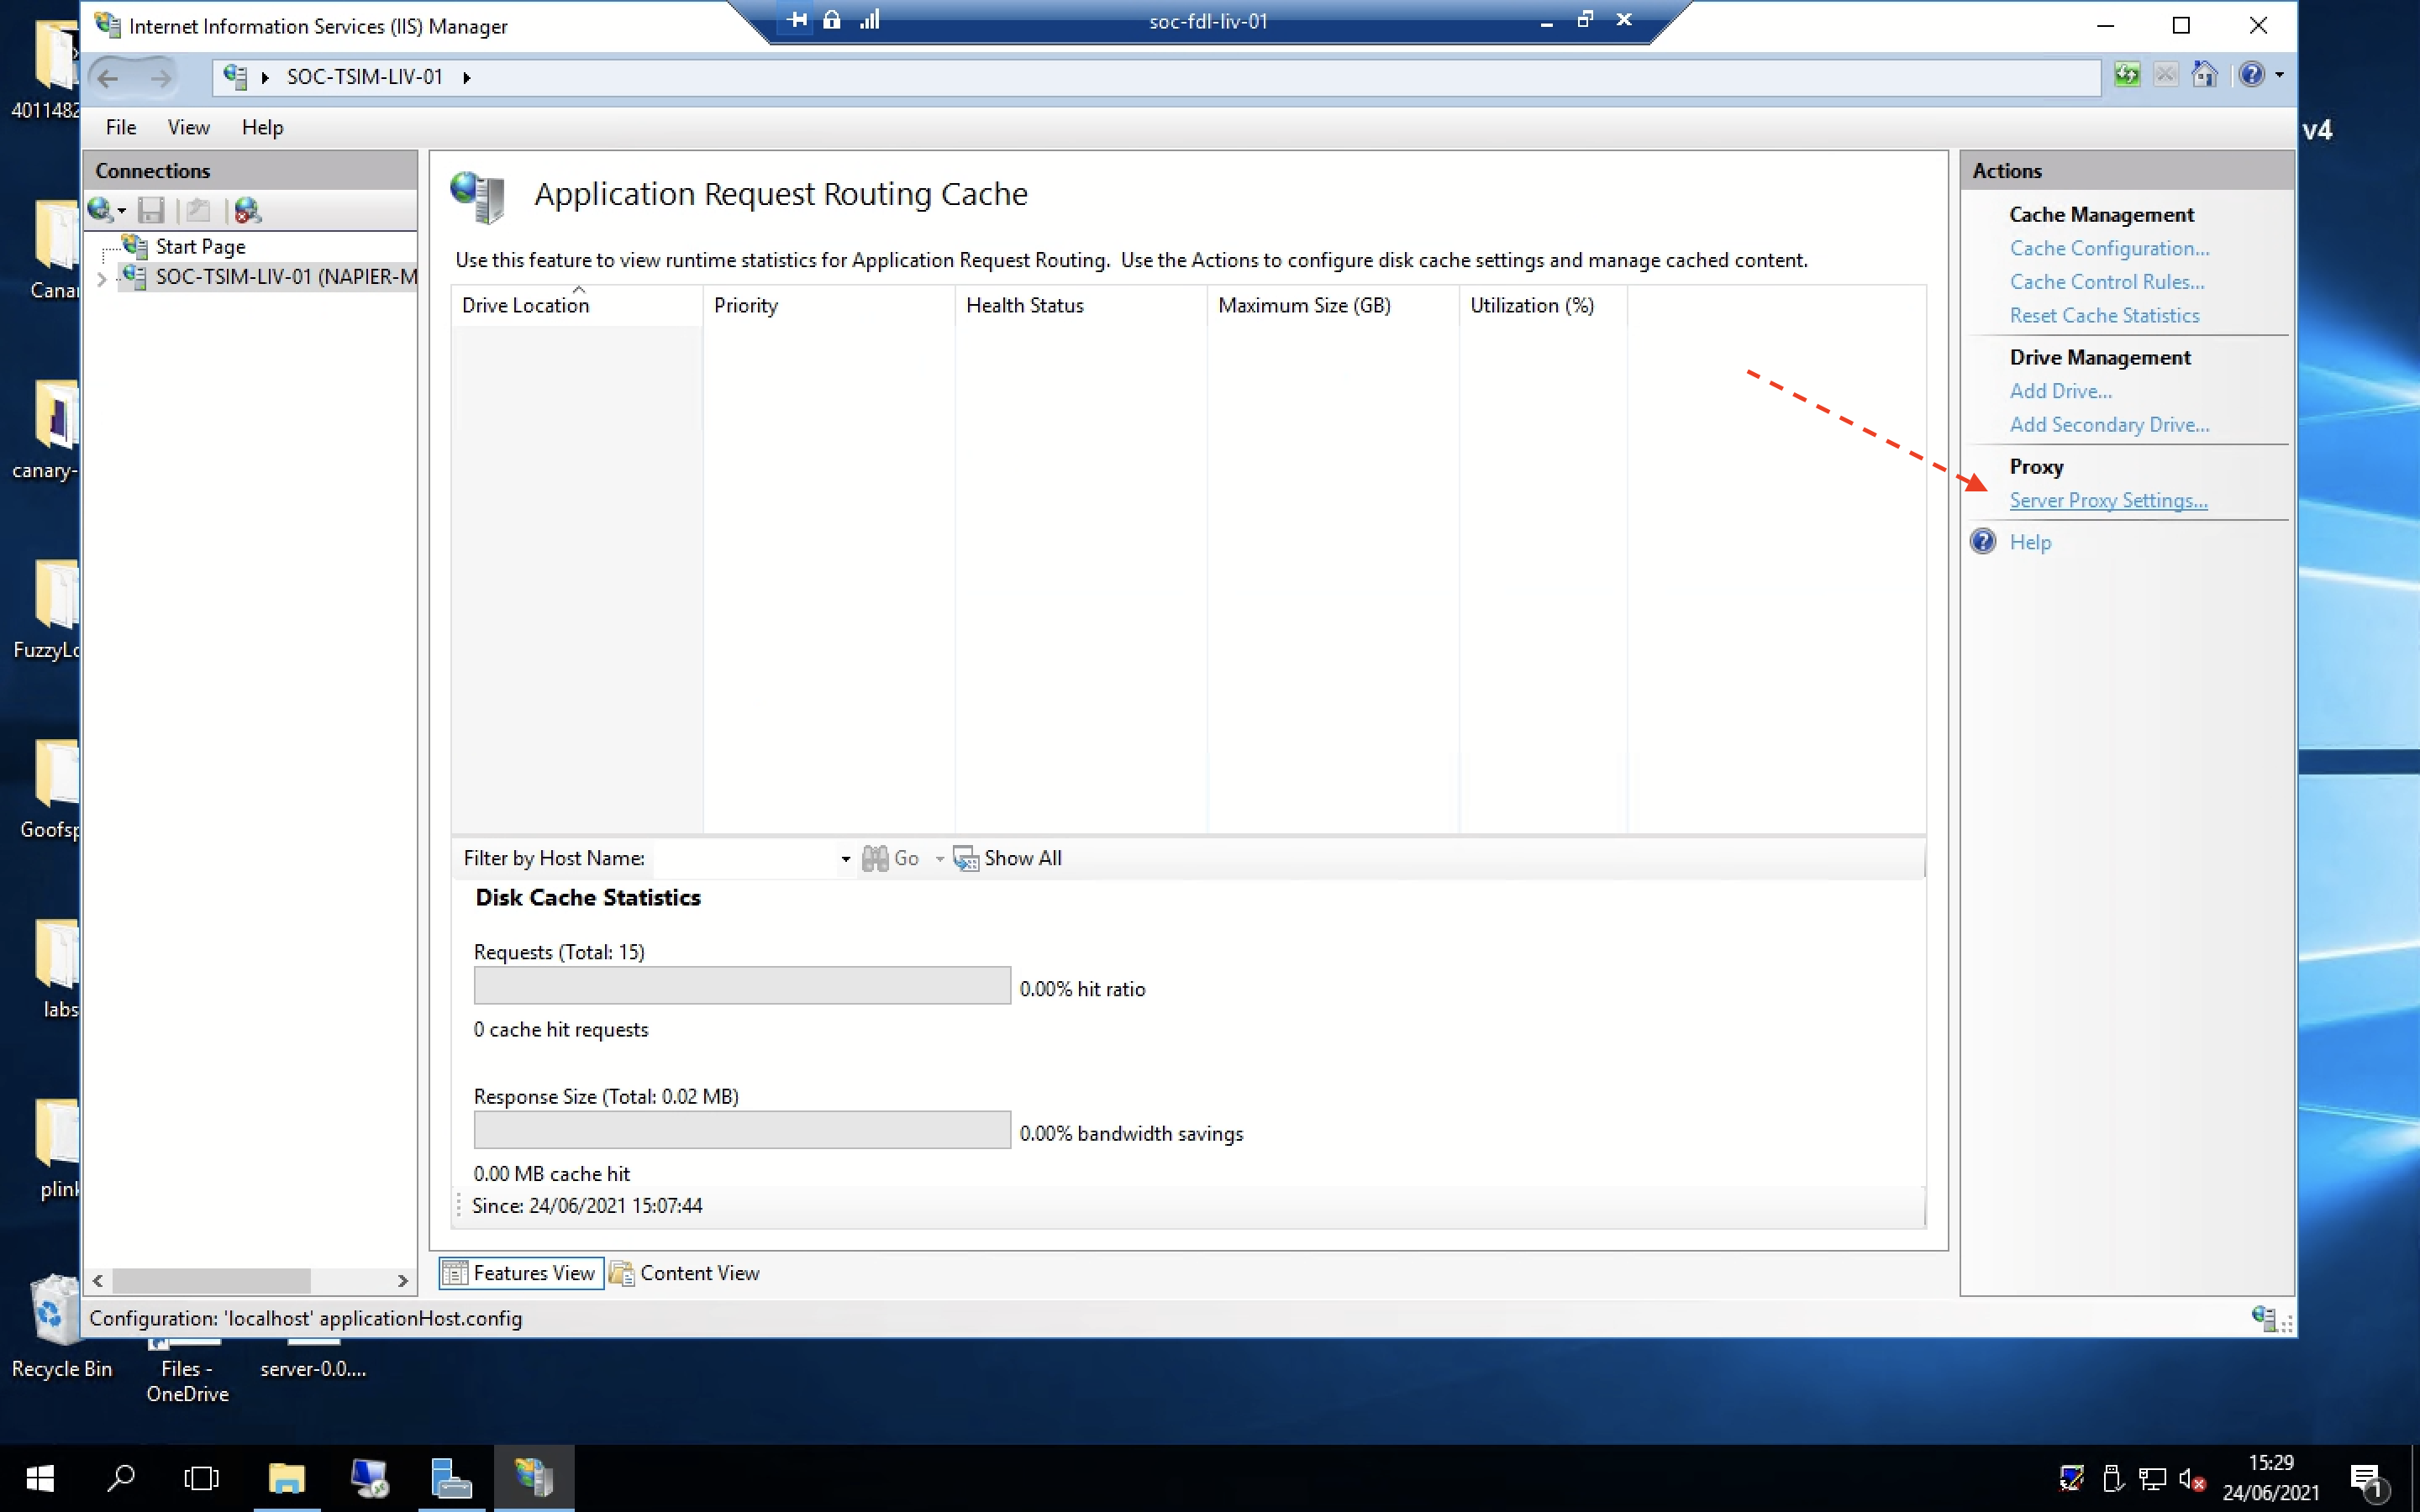 Internet Information Services (IIS) Manager
soc-fdl-liv-01
SOC-TSIM-LIV-01
File View Help
v4
Connections
Start Page
SOC-TSIM-LIV-01 (NAPIER-M
Application Request Routing Cache
Use this feature to view runtime statistics for Application Request Routing. Use the Actions to configure disk cache settings and manage cached content.
Drive Location Priority Health Status Maximum Size (GB) Utilization (%)
Filter by Host Name: Go Show All
Disk Cache Statistics
Requests (Total: 15)
0.00% hit ratio
0 cache hit requests
Response Size (Total: 0.02 MB)
0.00% bandwidth savings
0.00 MB cache hit
Since: 24/06/2021 15:07:44
Features View Content View
Configuration: 'localhost' applicationHost.config
Actions
Cache Management
Cache Configuration...
Cache Control Rules...
Reset Cache Statistics
Drive Management
Add Drive...
Add Secondary Drive...
Proxy
Server Proxy Settings...
Help
4011482
Canar
canary-
FuzzyLo
Goofsp
labs
plink
Recycle Bin
Files -
OneDrive
server-0.0....
15:29
24/06/2021
1